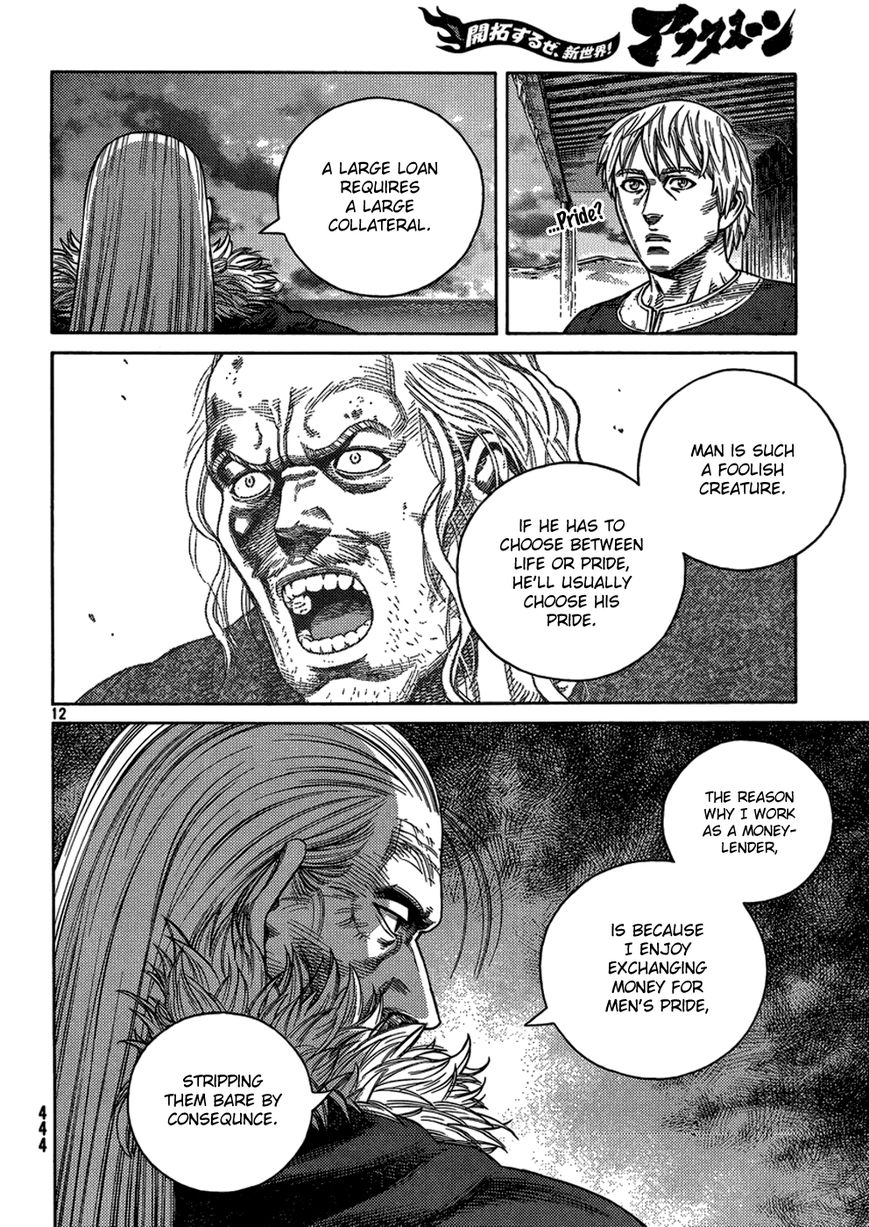 開拓するぜ、新世界!
アフタヌーン
...Pride?
A LARGE LOAN
REQUIRES
A LARGE
COLLATERAL.
MAN IS SUCH
A FOOLISH
CREATURE.
IF HE HAS TO
CHOOSE BETWEEN
LIFE OR PRIDE,
HE'LL USUALLY
CHOOSE HIS
PRIDE.
12
THE REASON
WHY I WORK
AS A MONEY-
LENDER,
IS BECAUSE
I ENJOY
EXCHANGING
MONEY FOR
MEN'S PRIDE,
STRIPPING
THEM BARE BY
CONSEQUNCE.
444